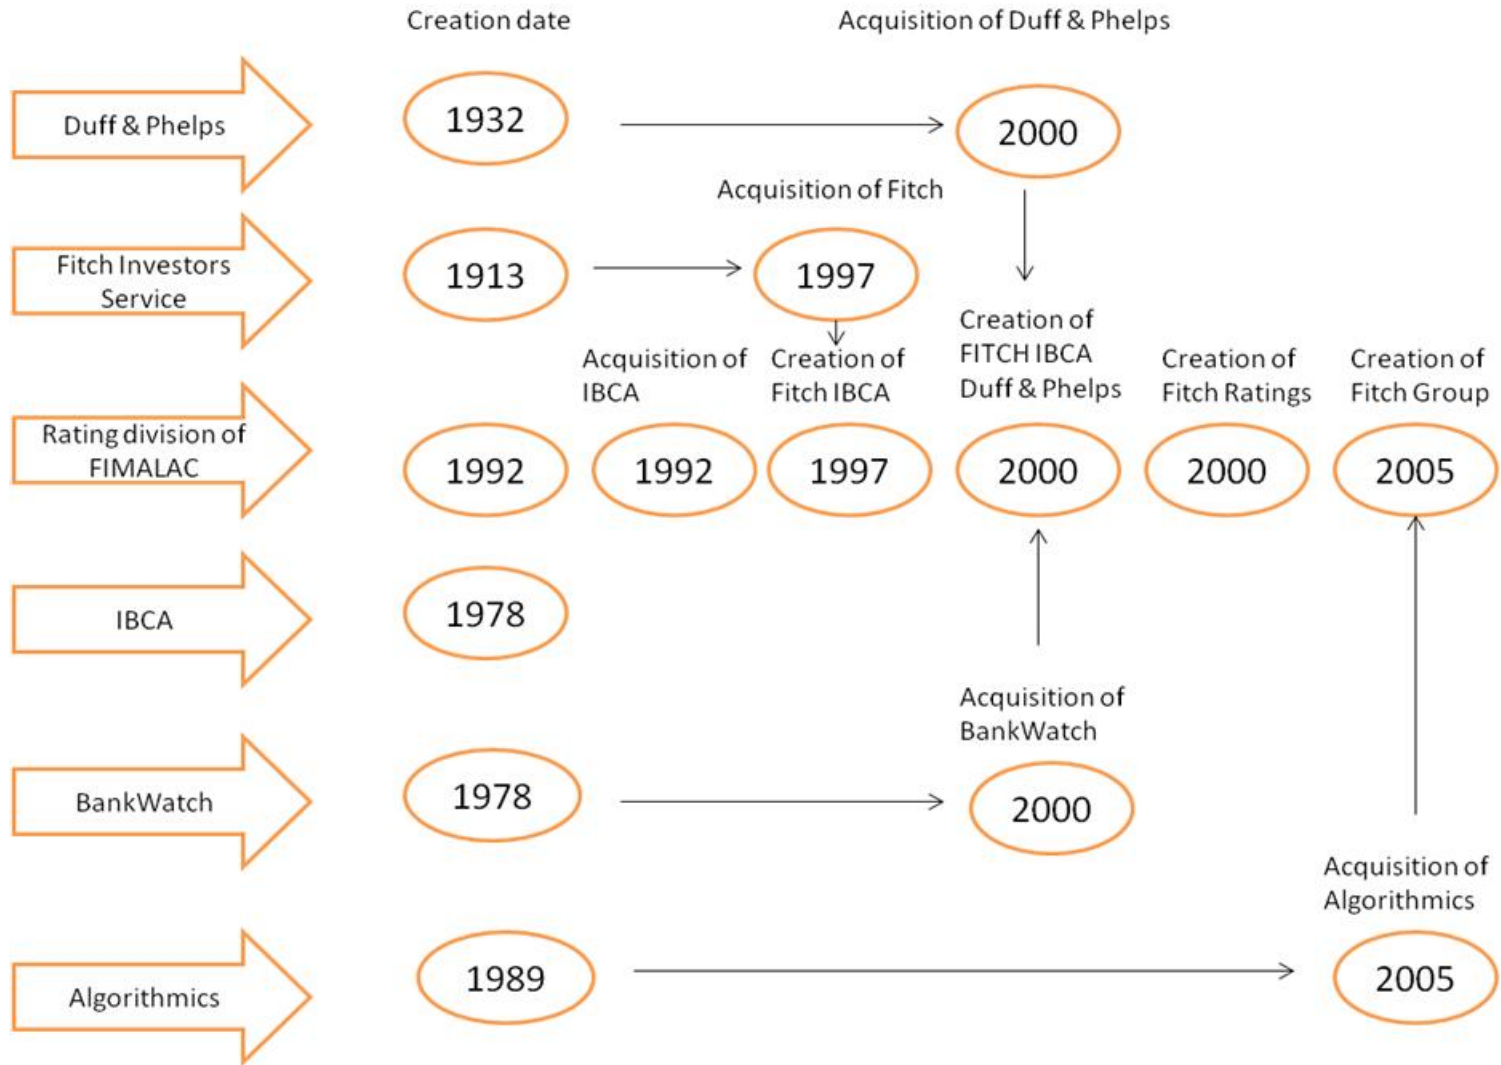 Creation date
Acquisition of Duff & Phelps
Duff & Phelps
1932
2000
Acquisition of Fitch
Fitch Investors
Service
1913
1997
Creation of
FITCH IBCA
Duff & Phelps
Acquisition of
IBCA
Creation of
Fitch IBCA
Creation of
Fitch Ratings
Creation of
Fitch Group
Rating division of
FIMALAC
1992
1992
1997
2000
2000
2005
IBCA
1978
Acquisition of
BankWatch
BankWatch
1978
2000
Acquisition of
Algorithmics
Algorithmics
1989
2005